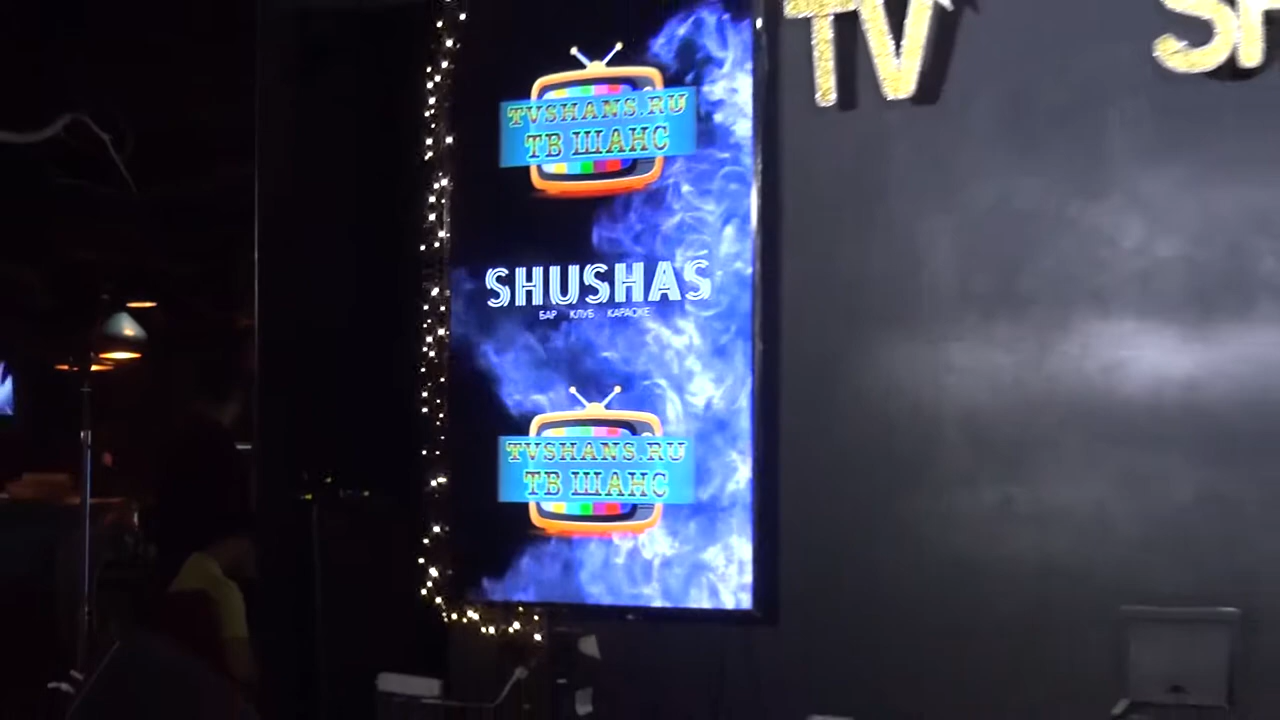 TVSHANS.RU
ТВ ШАНС
SHUSHAS
БАР КЛУБ КАРАОКЕ
TVSHANS.RU
ТВ ШАНС
TV